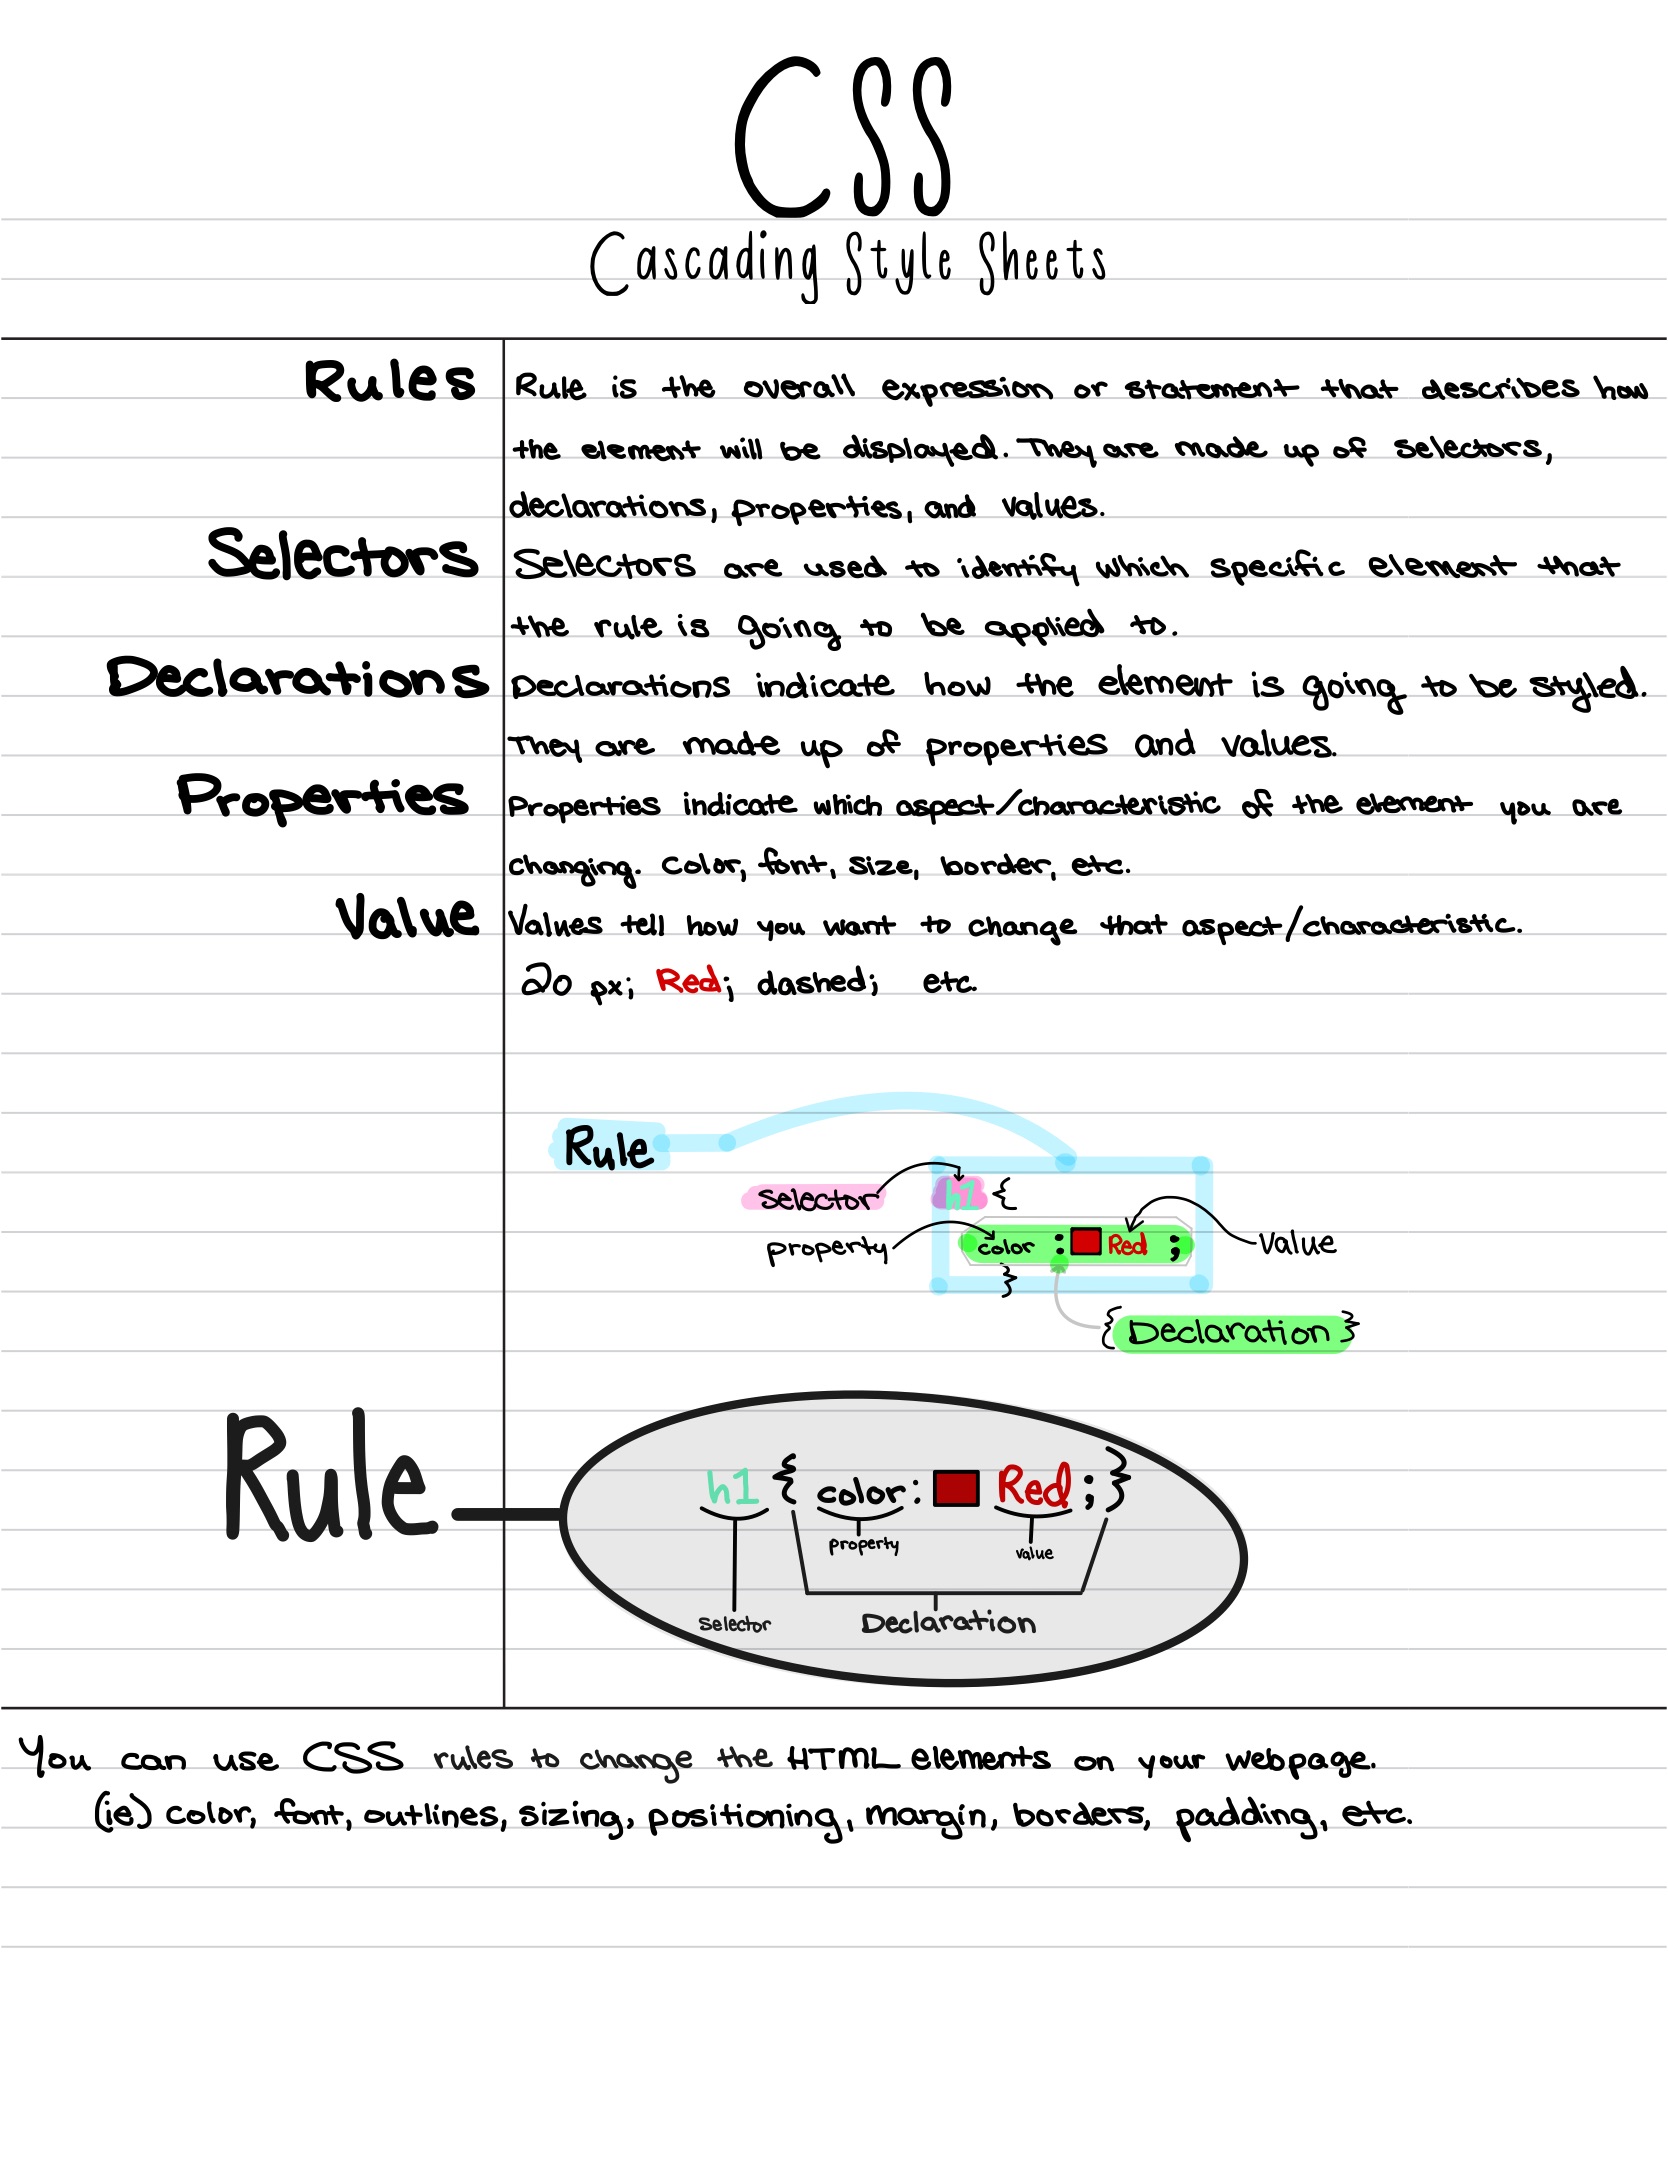 CSS
Cascading Style Sheets
Rules
Rule is the overall expression or statement that describes how
the element will be displayed. They are made up of selectors,
declarations, properties, and values.
Selectors
Selectors are used to identify which specific element that
the rule is going to be applied to.
Declarations
Declarations indicate how the element is going to be styled.
They are made up of properties and values.
Properties
Properties indicate which aspect/characteristic of the element you are
changing. Color, font, size, border, etc.
Value
Values tell how you want to change that aspect/characteristic.
20 px; Red; dashed; etc.
Rule
Selector h1 {
property color : Red ; Value
}
{ Declaration }
Rule
h1 { color: Red ; }
property value
Selector Declaration
You can use CSS rules to change the HTML elements on your webpage.
(ie) color, font, outlines, sizing, positioning, margin, borders, padding, etc.